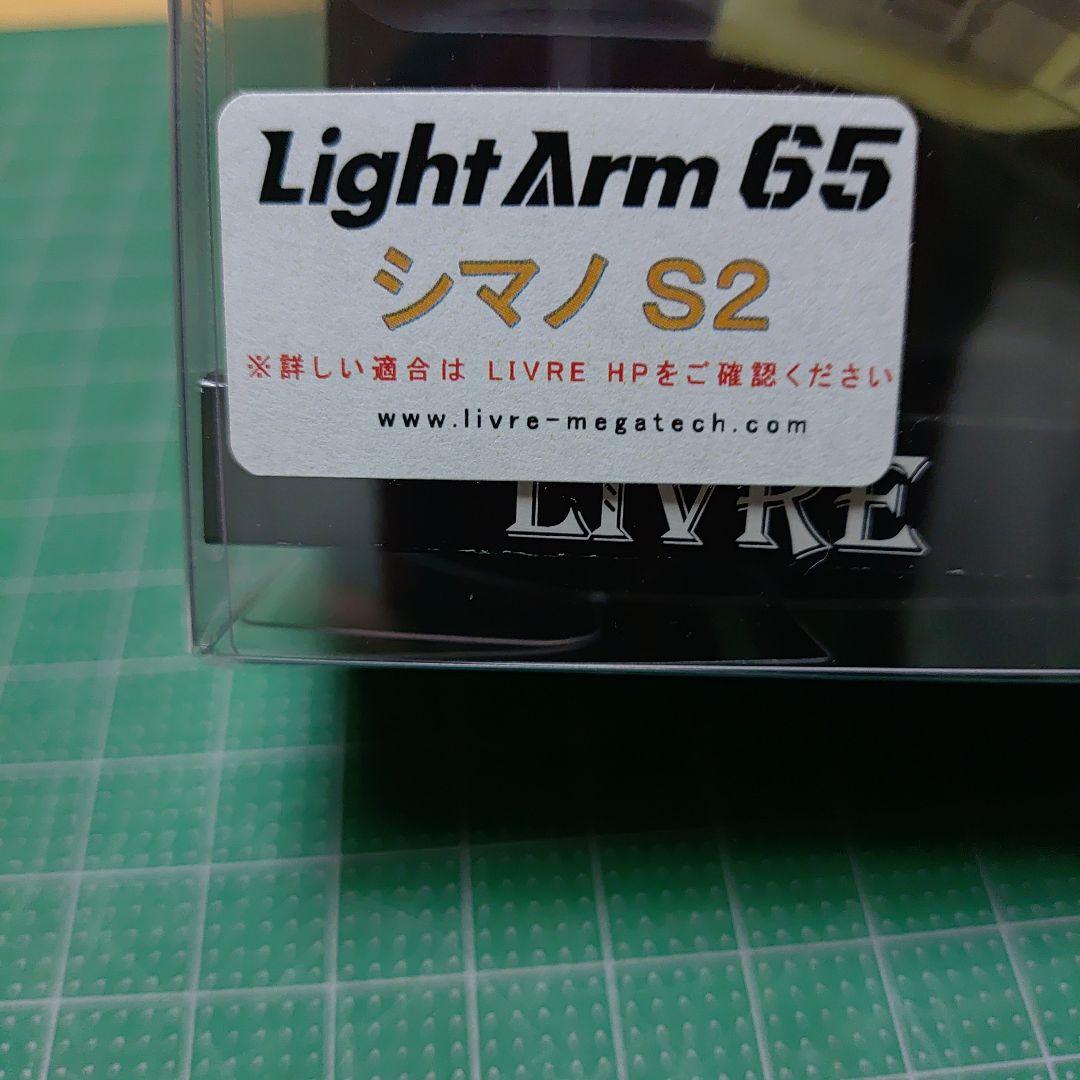 Light Arm 65
シマノ S2
※詳しい適合は LIVRE HPをご確認ください
www.livre-megatech.com
LIVRE